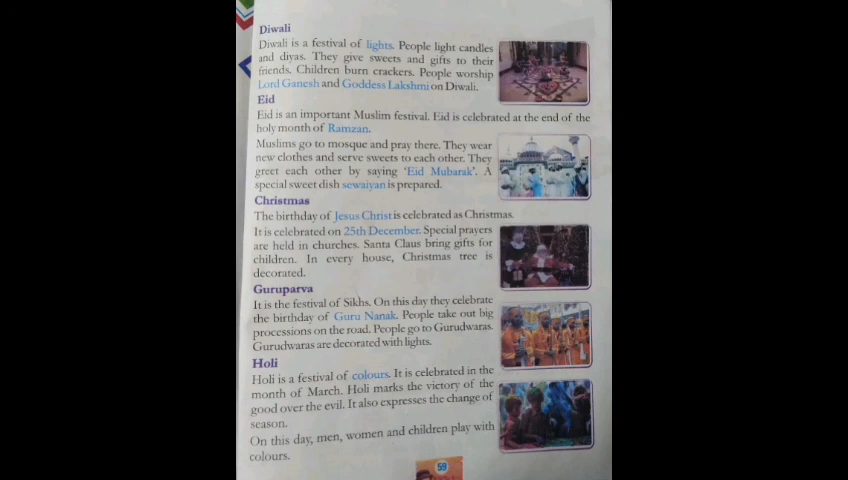 Diwali
Diwali is a festival of lights. People light candles
and diyas. They give sweets and gifts to their
friends. Children burn crackers. People worship
Lord Ganesh and Goddess Lakshmi on Diwali.
Eid
Eid is an important Muslim festival. Eid is celebrated at the end of the
holy month of Ramzan.
Muslims go to mosque and pray there. They wear
new clothes and serve sweets to each other. They
greet each other by saying 'Eid Mubarak'. A
special sweet dish sewaiyan is prepared.
Christmas
The birthday of Jesus Christ is celebrated as Christmas.
It is celebrated on 25th December. Special prayers
are held in churches. Santa Claus bring gifts for
children. In every house, Christmas tree is
decorated.
Guruparva
It is the festival of Sikhs. On this day they celebrate
the birthday of Guru Nanak. People take out big
processions on the road. People go to Gurudwaras.
Gurudwaras are decorated with lights.
Holi
Holi is a festival of colours. It is celebrated in the
month of March. Holi marks the victory of the
good over the evil. It also expresses the change of
season.
On this day, men, women and children play with
colours.
59